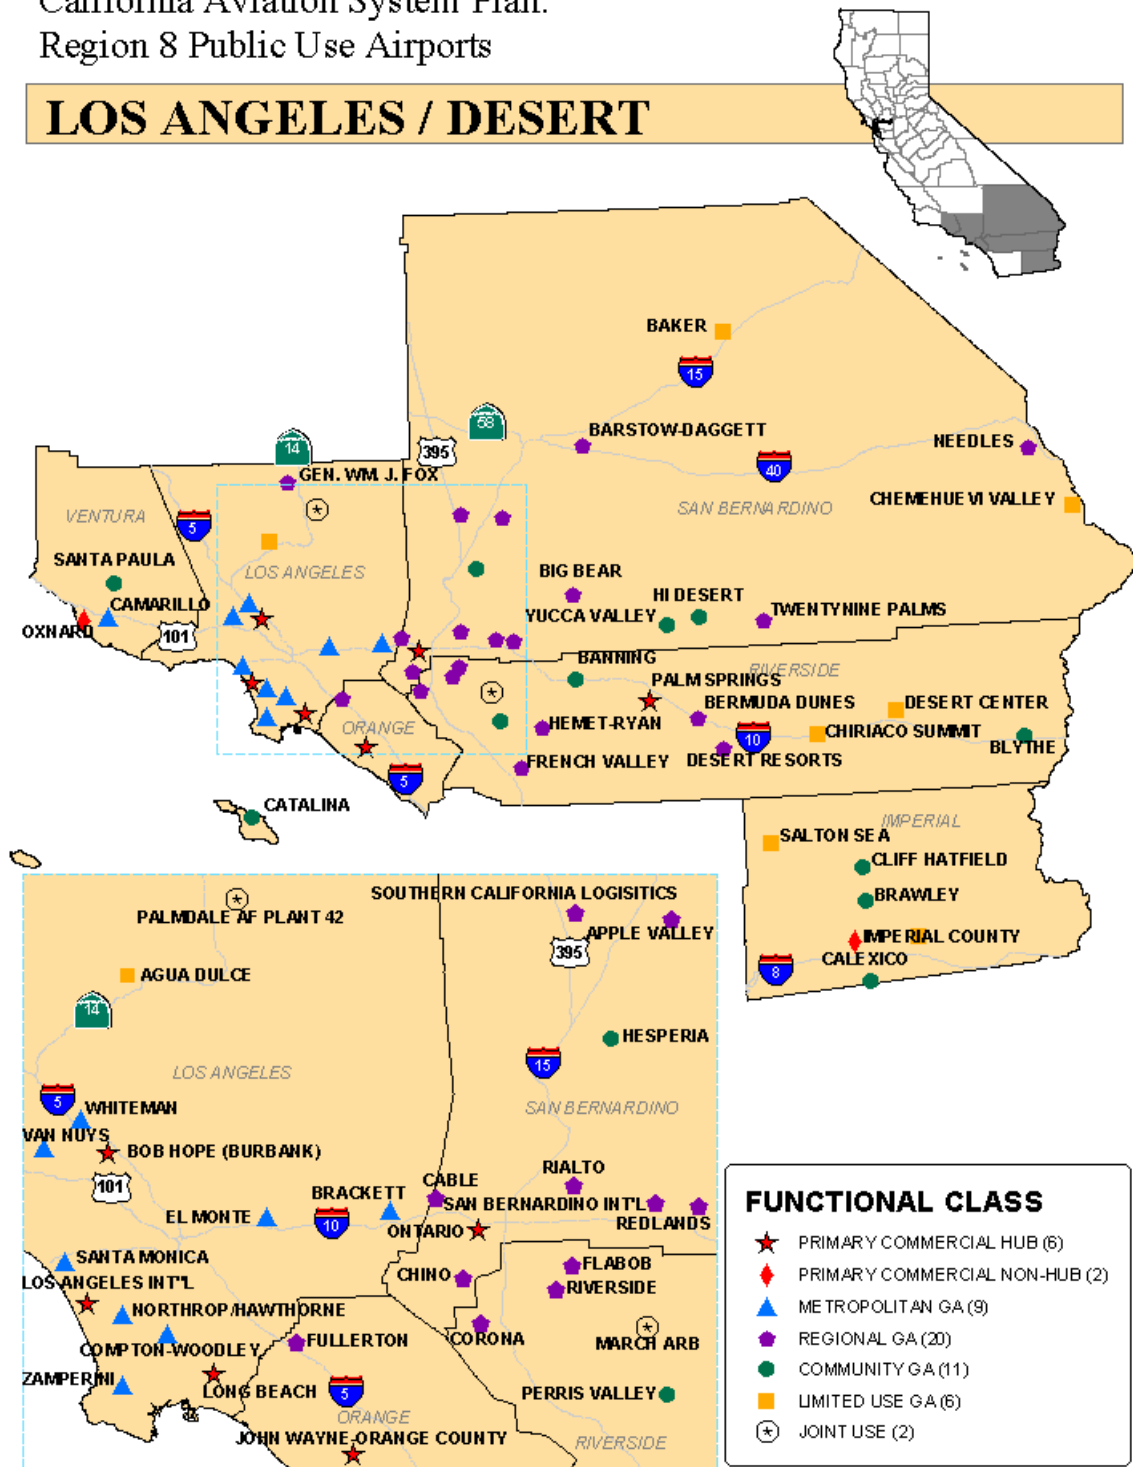 California Aviation System Plan:
Region 8 Public Use Airports
LOS ANGELES / DESERT
BAKER
15
58
BARSTOW-DAGGETT
14
395
NEEDLES
40
GEN. WM. J. FOX
CHEMEHUEVI VALLEY
SAN BERNARDINO
VENTURA
5
SANTA PAULA
LOS ANGELES
BIG BEAR
HI DESERT
CAMARILLO
YUCCA VALLEY
TWENTYNINE PALMS
OXNARD
101
BANNING
RIVERSIDE
PALM SPRINGS
BERMUDA DUNES
DESERT CENTER
ORANGE
HEMET-RYAN
10
CHIRIACO SUMMIT
BLYTHE
FRENCH VALLEY
DESERT RESORTS
5
CATALINA
IMPERIAL
SALTON SEA
CLIFF HATFIELD
BRAWLEY
IMPERIAL COUNTY
CALEXICO
8
SOUTHERN CALIFORNIA LOGISITICS
PALMDALE AF PLANT 42
APPLE VALLEY
395
AGUA DULCE
14
HESPERIA
15
LOS ANGELES
5
WHITEMAN
SAN BERNARDINO
VAN NUYS
BOB HOPE (BURBANK)
RIALTO
101
CABLE
BRACKETT
SAN BERNARDINO INT'L
EL MONTE
10
REDLANDS
ONTARIO
SANTA MONICA
FLABOB
CHINO
LOS ANGELES INT'L
RIVERSIDE
NORTHROP/HAWTHORNE
FULLERTON
CORONA
MARCH ARB
COMPTON-WOODLEY
ZAMPERINI
LONG BEACH
5
PERRIS VALLEY
ORANGE
JOHN WAYNE-ORANGE COUNTY
RIVERSIDE
FUNCTIONAL CLASS
PRIMARY COMMERCIAL HUB (6)
PRIMARY COMMERCIAL NON-HUB (2)
METROPOLITAN GA (9)
REGIONAL GA (20)
COMMUNITY GA (11)
LIMITED USE GA (6)
JOINT USE (2)